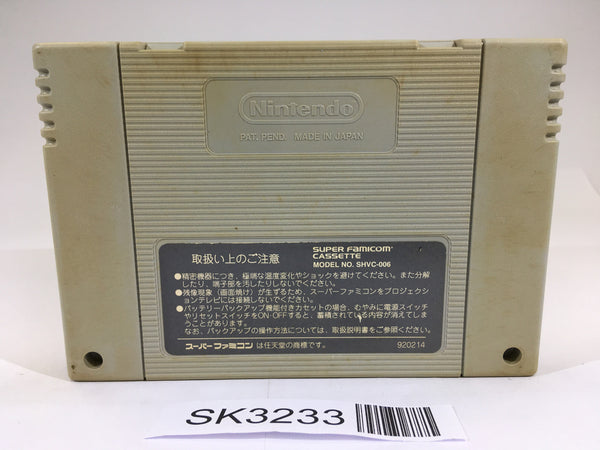 Nintendo
PAT. PEND. MADE IN JAPAN
取扱い上のご注意
SUPER FAMICOM
CASSETTE
MODEL NO. SHVC-006
●精密機器につき、極端な温度変化やショックを避けてください。また分解
したり、端子部を汚したりしないでください。
●残像現象（画面焼け）が生ずるため、スーパーファミコンをプロジェクシ
ョンテレビには接続しないでください。
●バッテリーバックアップ機能付きカセットの場合、むやみに電源スイッチ
やリセットスイッチをON・OFFすると、蓄積されている内容が消えてしま
うことがあります。
なお、バックアップの操作方法については、取扱説明書をご参照ください。
スーパーファミコン は任天堂の商標です。
920214
SK3233